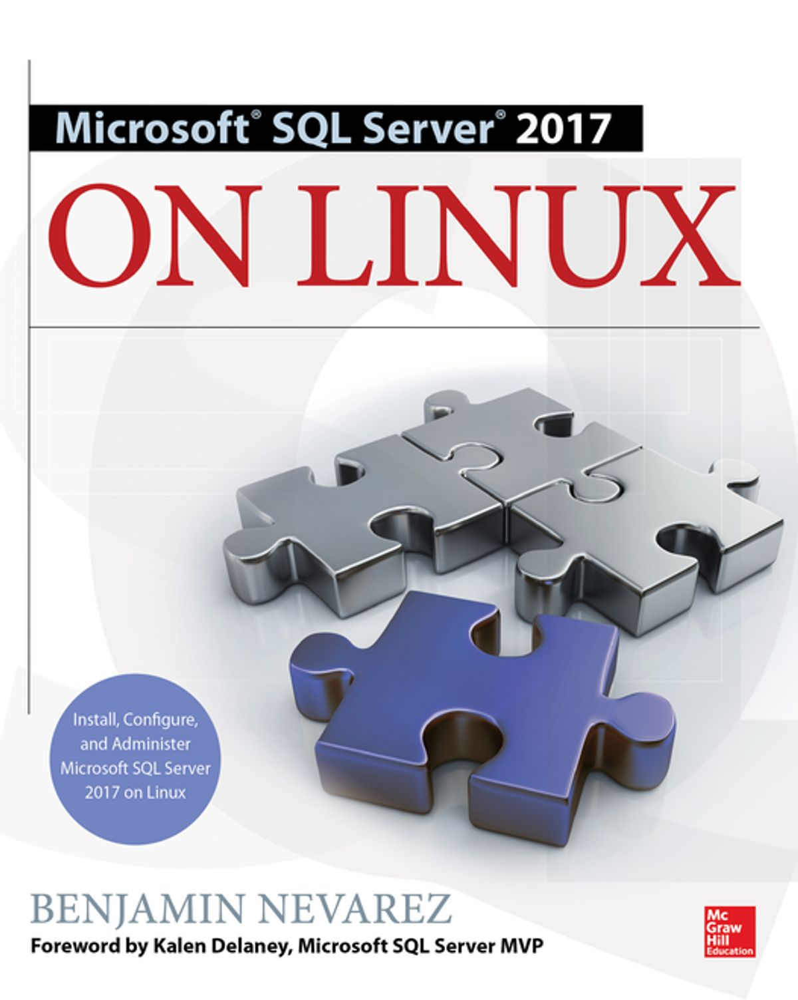 Microsoft® SQL Server® 2017
ON LINUX
Install, Configure,
and Administer
Microsoft SQL Server
2017 on Linux
BENJAMIN NEVAREZ
Foreword by Kalen Delaney, Microsoft SQL Server MVP
Mc
Graw
Hill
Education